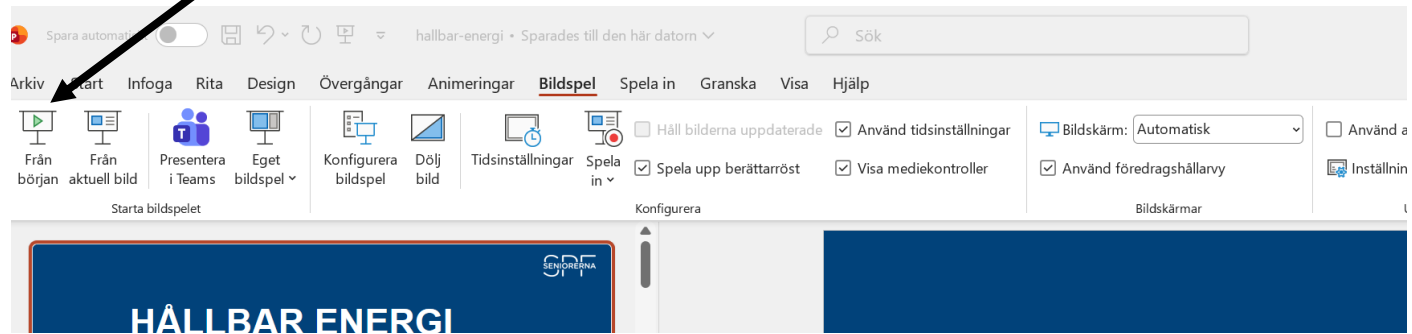 Spara automatiskt hallbar-energi • Sparades till den här datorn Sök
Arkiv Start Infoga Rita Design Övergångar Animeringar Bildspel Spela in Granska Visa Hjälp
Från början
Från aktuell bild
Presentera i Teams
Eget bildspel
Konfigurera bildspel
Dölj bild
Tidsinställningar
Spela in
Håll bilderna uppdaterade
Använd tidsinställningar
Spela upp berättarröst
Visa mediekontroller
Bildskärm: Automatisk
Använd föredragshållarvy
Använd
Starta bildspelet
Konfigurera
Bildskärmar
SPF
SENIORERNA
HÅLLBAR ENERGI